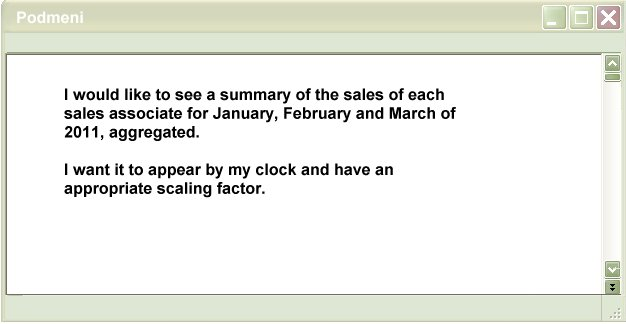 Podmeni
I would like to see a summary of the sales of each
sales associate for January, February and March of
2011, aggregated.
I want it to appear by my clock and have an
appropriate scaling factor.